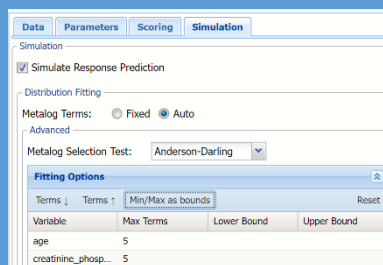 Data Parameters Scoring Simulation
Simulation
Simulate Response Prediction
Distribution Fitting
Metalog Terms: Fixed Auto
Advanced
Metalog Selection Test: Anderson-Darling
Fitting Options
Terms ↓ Terms ↑ Min/Max as bounds Reset
Variable Max Terms Lower Bound Upper Bound
age 5
creatinine_phosp... 5